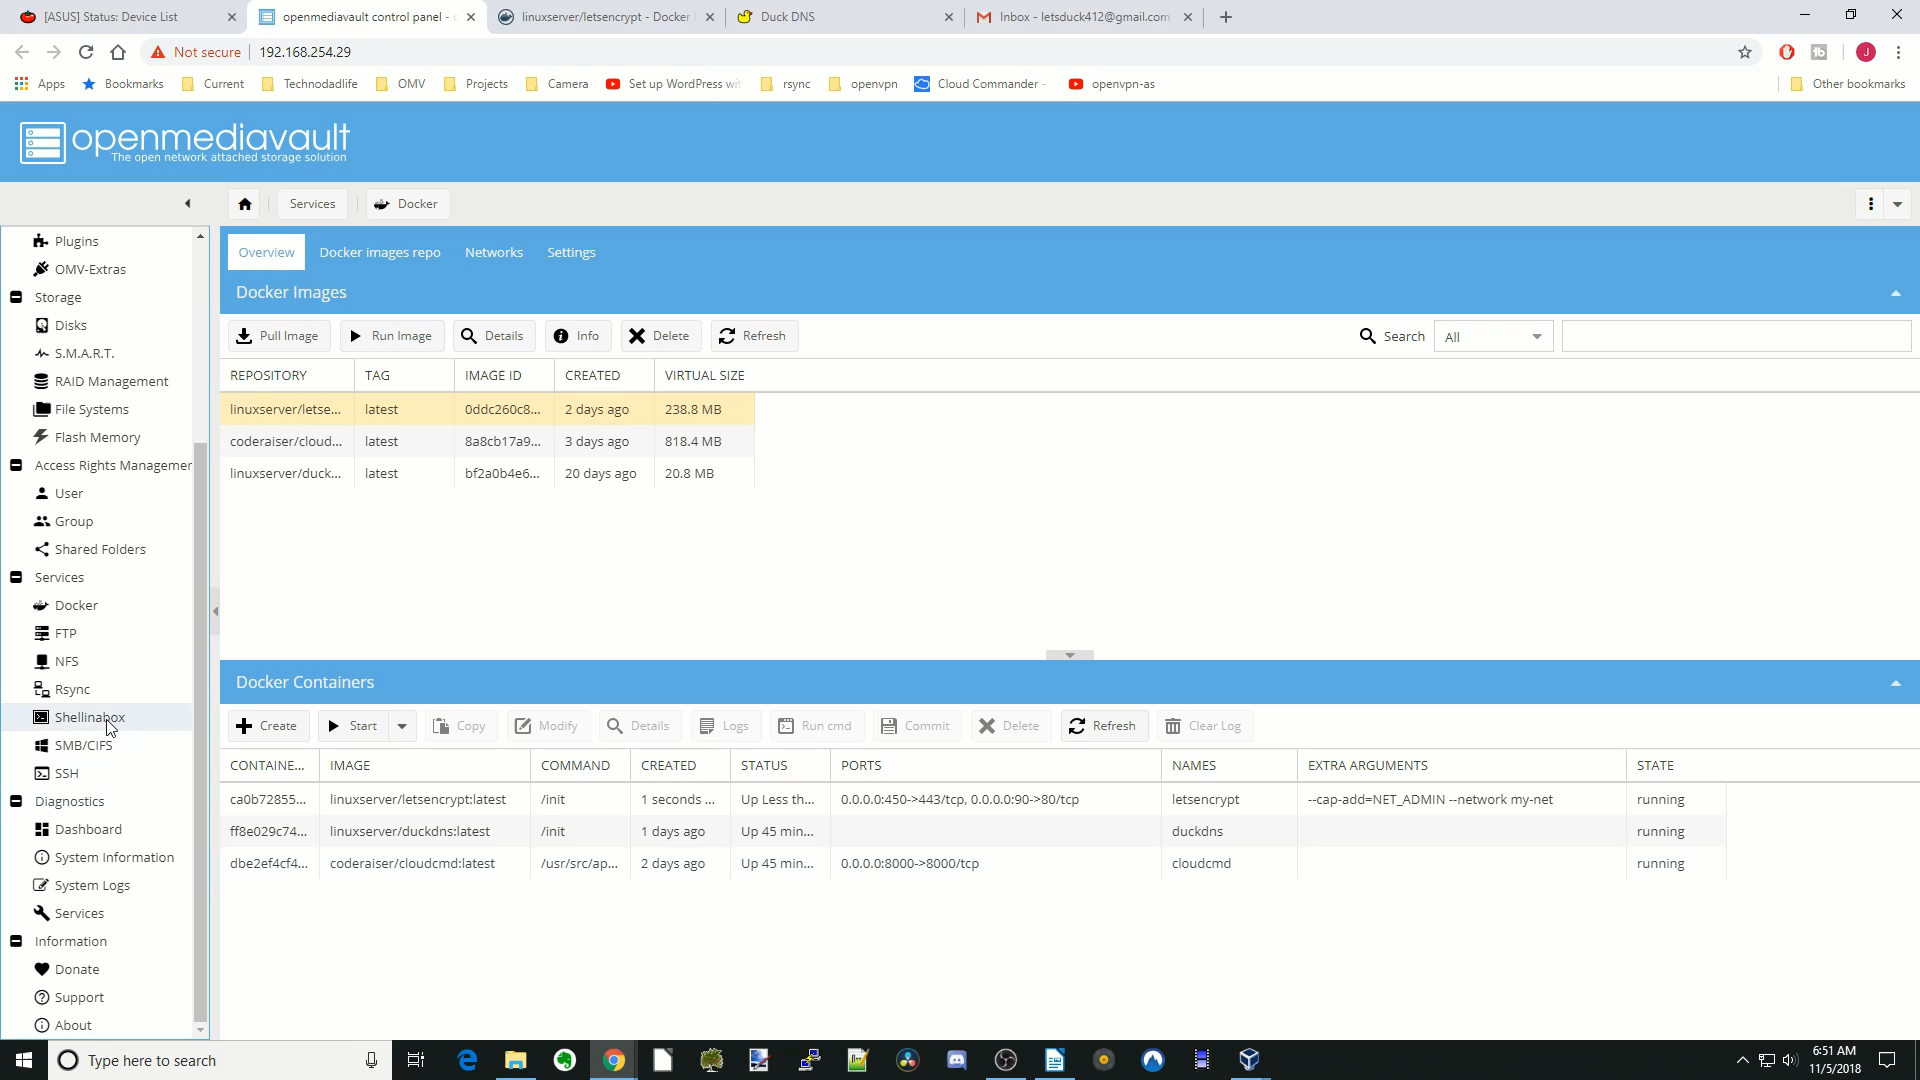 [ASUS] Status: Device List
openmediavault control panel - c
linuxserver/letsencrypt - Docker
Duck DNS
Inbox - letsduck412@gmail.com
Not secure
192.168.254.29
Apps
Bookmarks
Current
Technodadlife
OMV
Projects
Camera
Set up WordPress wit
rsync
openvpn
Cloud Commander -
openvpn-as
Other bookmarks
openmediavault
The open network attached storage solution
Services
Docker
Plugins
OMV-Extras
Storage
Disks
S.M.A.R.T.
RAID Management
File Systems
Flash Memory
Access Rights Managemer
User
Group
Shared Folders
Services
Docker
FTP
NFS
Rsync
Shellinabox
SMB/CIFS
SSH
Diagnostics
Dashboard
System Information
System Logs
Services
Information
Donate
Support
About
Overview
Docker images repo
Networks
Settings
Docker Images
Pull Image
Run Image
Details
Info
Delete
Refresh
Search
All
REPOSITORY TAG IMAGE ID CREATED VIRTUAL SIZE
linuxserver/letse... latest 0ddc260c8... 2 days ago 238.8 MB
coderaiser/cloud... latest 8a8cb17a9... 3 days ago 818.4 MB
linuxserver/duck... latest bf2a0b4e6... 20 days ago 20.8 MB
Docker Containers
Create
Start
Copy
Modify
Details
Logs
Run cmd
Commit
Delete
Refresh
Clear Log
CONTAINE... IMAGE COMMAND CREATED STATUS PORTS NAMES EXTRA ARGUMENTS STATE
ca0b72855... linuxserver/letsencrypt:latest /init 1 seconds ... Up Less th... 0.0.0.0:450->443/tcp, 0.0.0.0:90->80/tcp letsencrypt --cap-add=NET_ADMIN --network my-net running
ff8e029c74... linuxserver/duckdns:latest /init 1 days ago Up 45 min... duckdns running
dbe2ef4cf4... coderaiser/cloudcmd:latest /usr/src/ap... 2 days ago Up 45 min... 0.0.0.0:8000->8000/tcp cloudcmd running
Type here to search
6:51 AM
11/5/2018